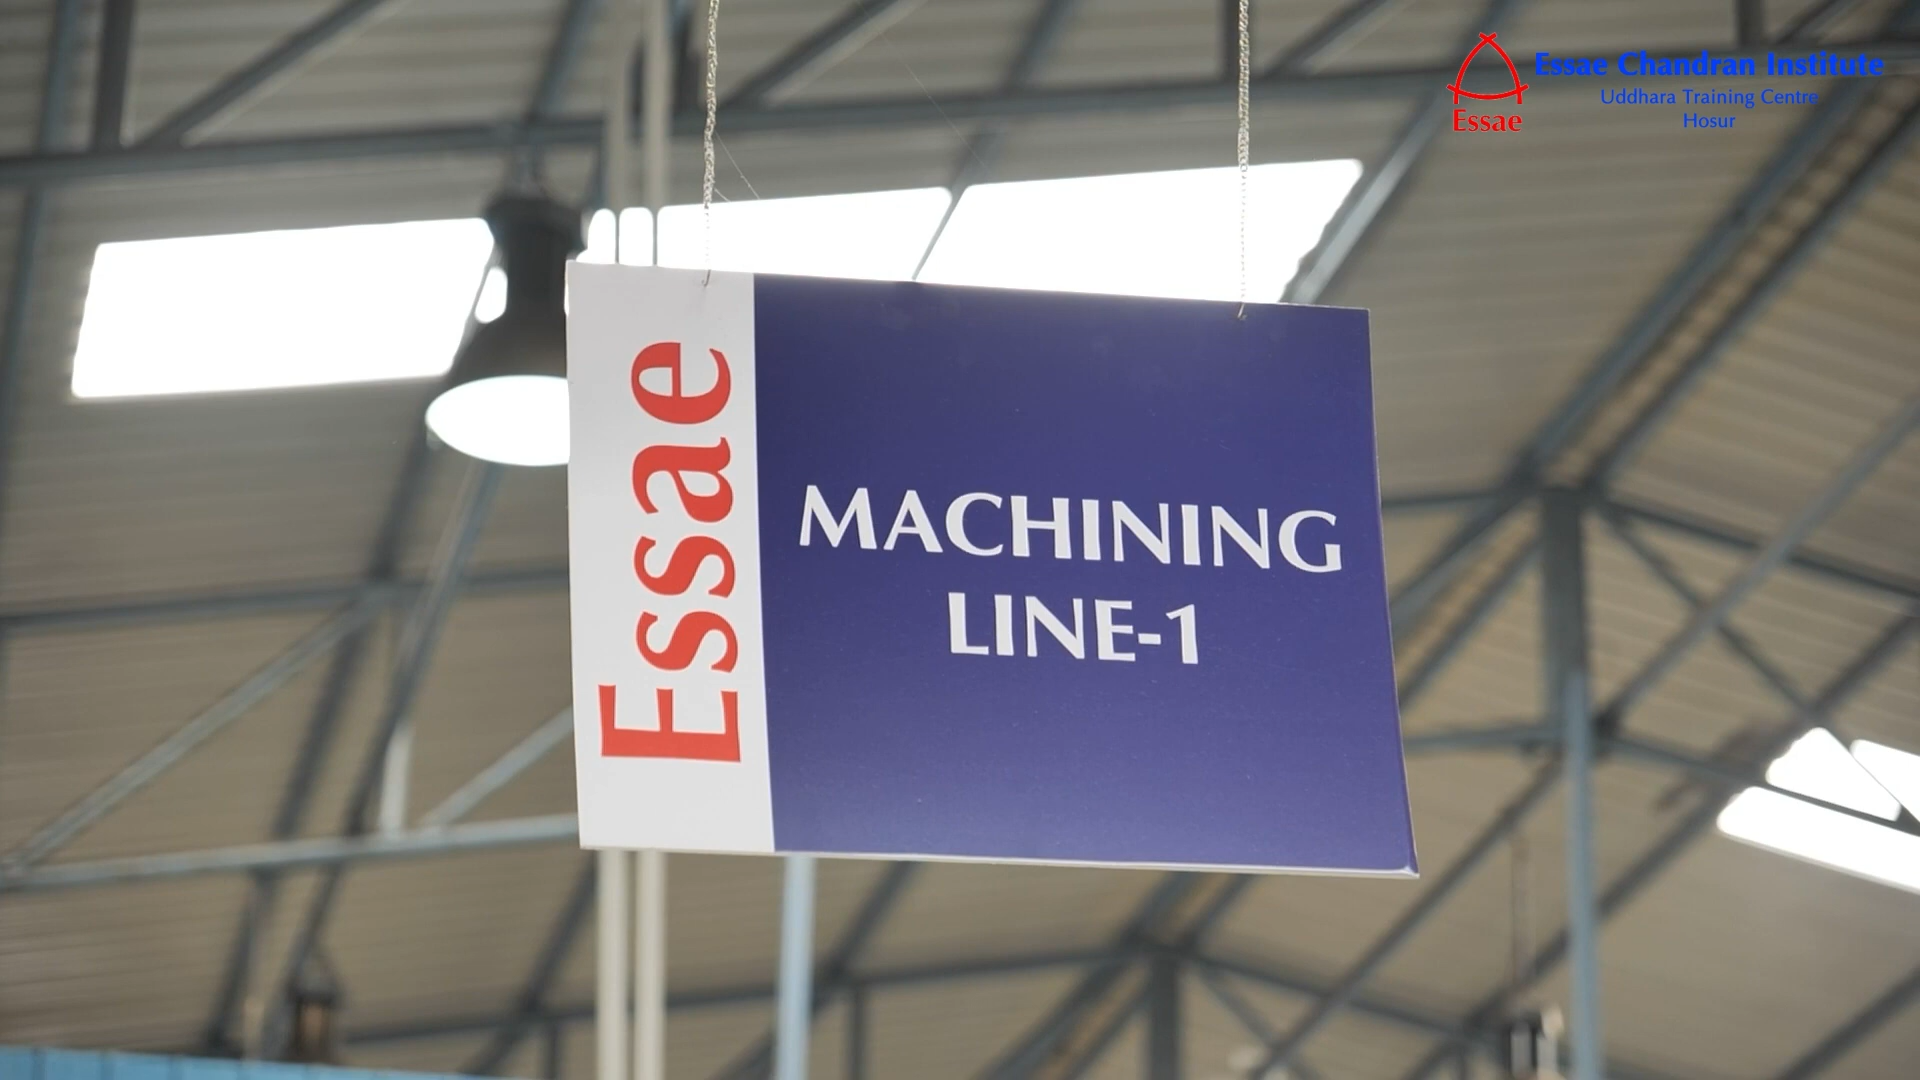 Essae Chandran Institute
Uddhara Training Centre
Hosur
Essae
Essae
MACHINING
LINE-1